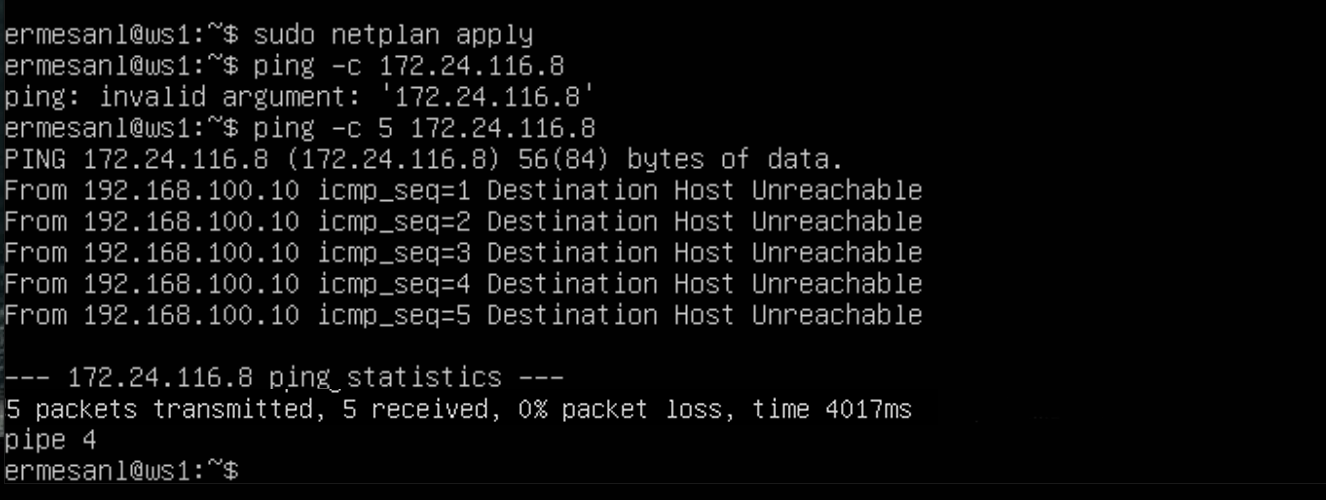 ermesanl@ws1:~$ sudo netplan apply
ermesanl@ws1:~$ ping -c 172.24.116.8
ping: invalid argument: '172.24.116.8'
ermesanl@ws1:~$ ping -c 5 172.24.116.8
PING 172.24.116.8 (172.24.116.8) 56(84) bytes of data.
From 192.168.100.10 icmp_seq=1 Destination Host Unreachable
From 192.168.100.10 icmp_seq=2 Destination Host Unreachable
From 192.168.100.10 icmp_seq=3 Destination Host Unreachable
From 192.168.100.10 icmp_seq=4 Destination Host Unreachable
From 192.168.100.10 icmp_seq=5 Destination Host Unreachable
--- 172.24.116.8 ping statistics ---
5 packets transmitted, 5 received, 0% packet loss, time 4017ms
pipe 4
ermesanl@ws1:~$